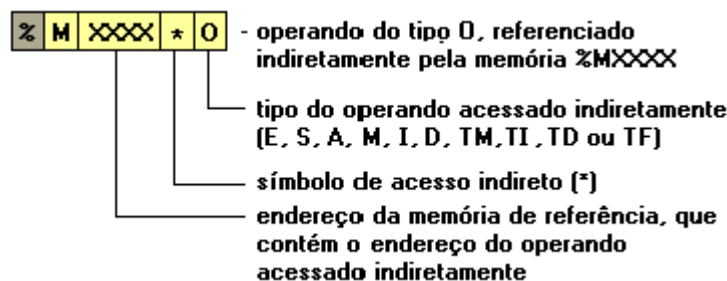 % M XXXX * O - operando do tipo O, referenciado
indiretamente pela memória %MXXXX
tipo do operando acessado indiretamente
(E, S, A, M, I, D, TM,TI ,TD ou TF)
símbolo de acesso indireto (*)
endereço da memória de referência, que
contém o endereço do operando
acessado indiretamente